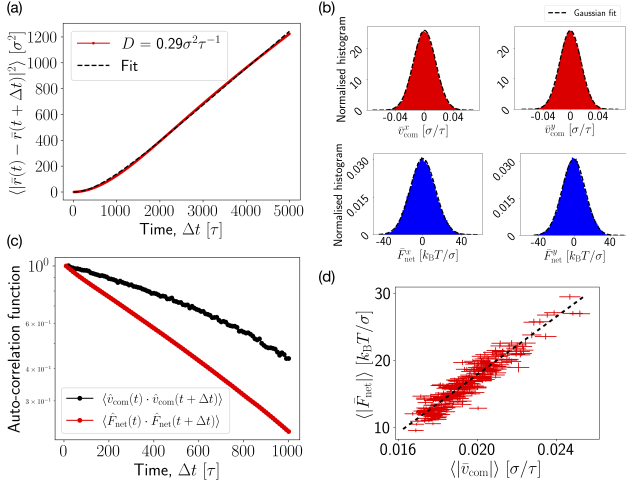 (a)
⟨|r̄(t) − r̄(t + Δt)|²⟩ [σ²]
1200
1000
800
600
400
200
0
D = 0.29σ²τ⁻¹
Fit
0 1000 2000 3000 4000 5000
Time, Δt [τ]
(b)
Gaussian fit
Normalised histogram
20
10
0
-0.04 0 0.04
v̄ˣcom [σ/τ]
20
10
0
-0.04 0 0.04
v̄ʸcom [σ/τ]
Normalised histogram
0.030
0.015
0
-40 0 40
F̄ˣnet [kBT/σ]
0.030
0.015
0
-40 0 40
F̄ʸnet [kBT/σ]
(c)
Auto-correlation function
10⁰
6×10⁻¹
4×10⁻¹
3×10⁻¹
⟨v̂com(t) · v̂com(t + Δt)⟩
⟨F̂net(t) · F̂net(t + Δt)⟩
0 200 400 600 800 1000
Time, Δt [τ]
(d)
⟨|F̄net|⟩ [kBT/σ]
30
20
10
0.016 0.020 0.024
⟨|v̄com|⟩ [σ/τ]